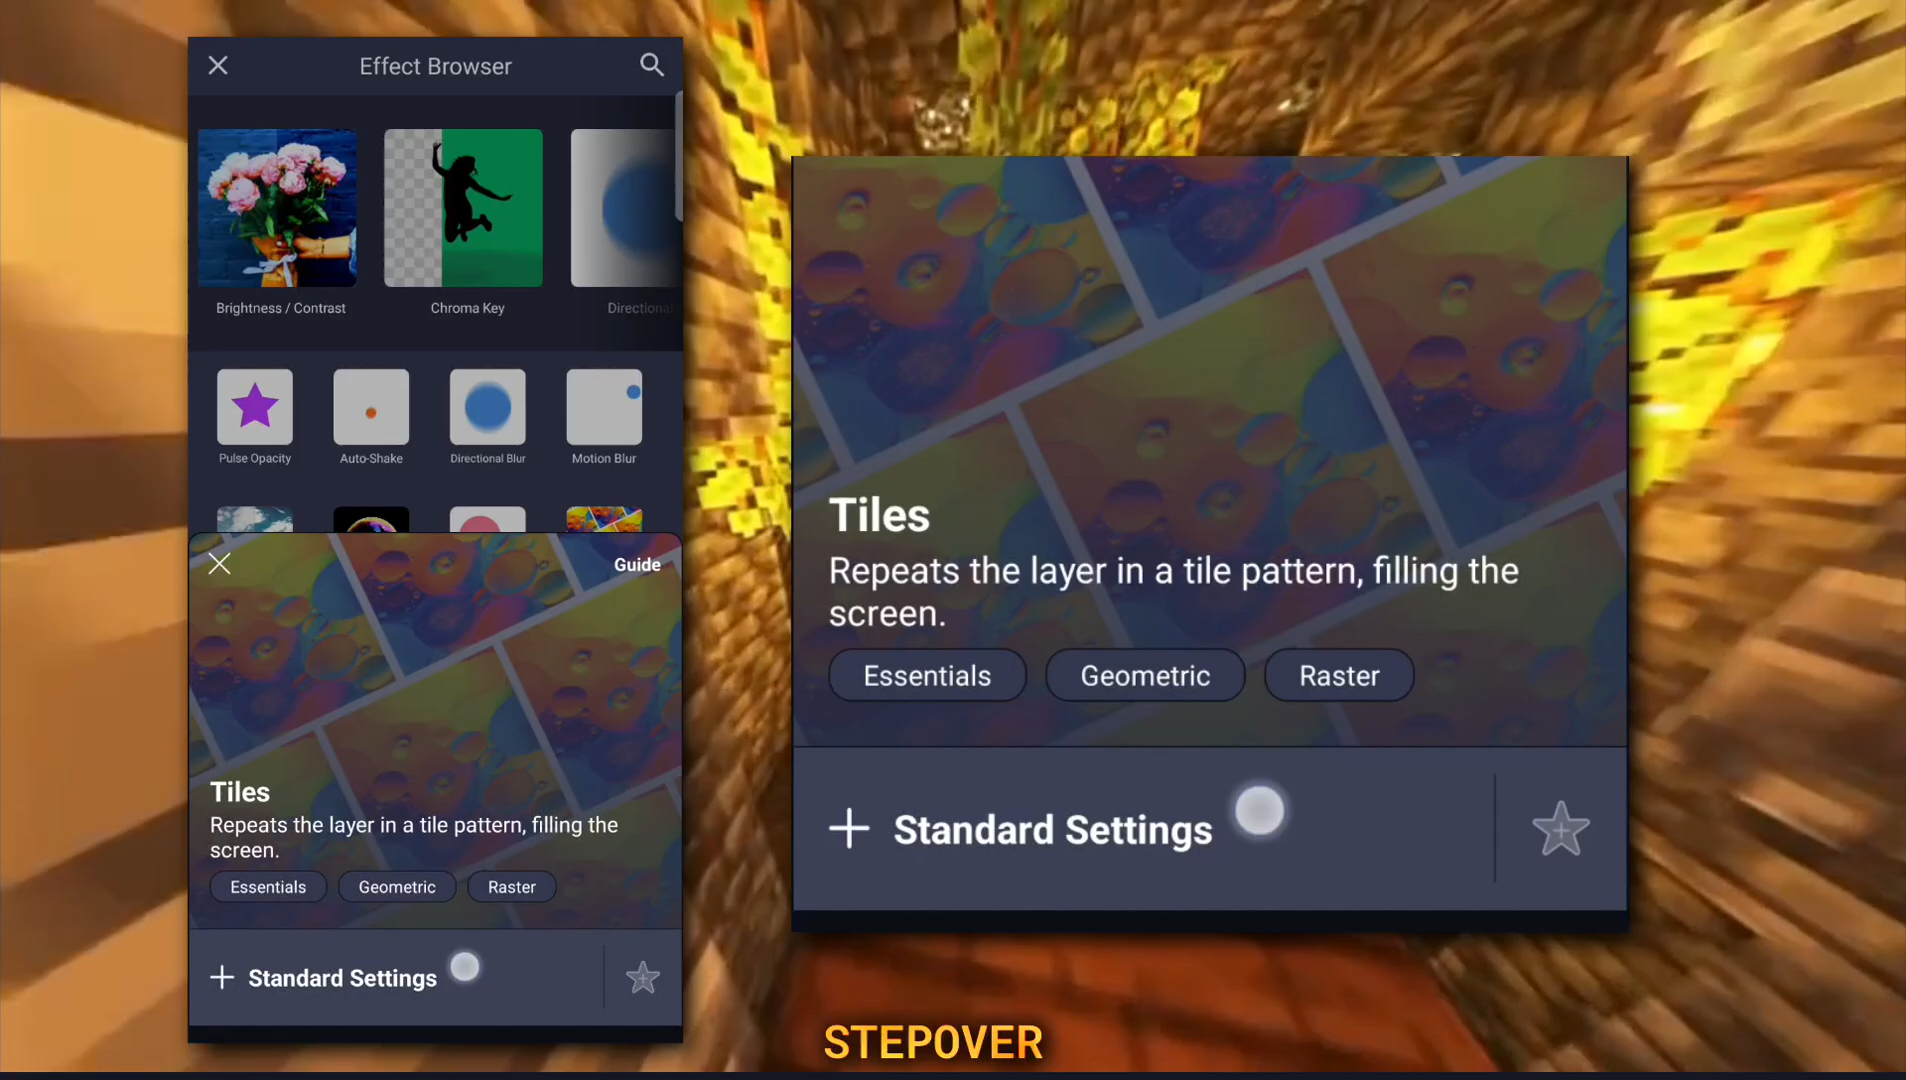 Effect Browser
Brightness / Contrast
Chroma Key
Directional
Pulse Opacity
Auto-Shake
Directional Blur
Motion Blur
Guide
Tiles
Repeats the layer in a tile pattern, filling the
screen.
Essentials
Geometric
Raster
Standard Settings
Tiles
Repeats the layer in a tile pattern, filling the
screen.
Essentials
Geometric
Raster
Standard Settings
STEPOVER